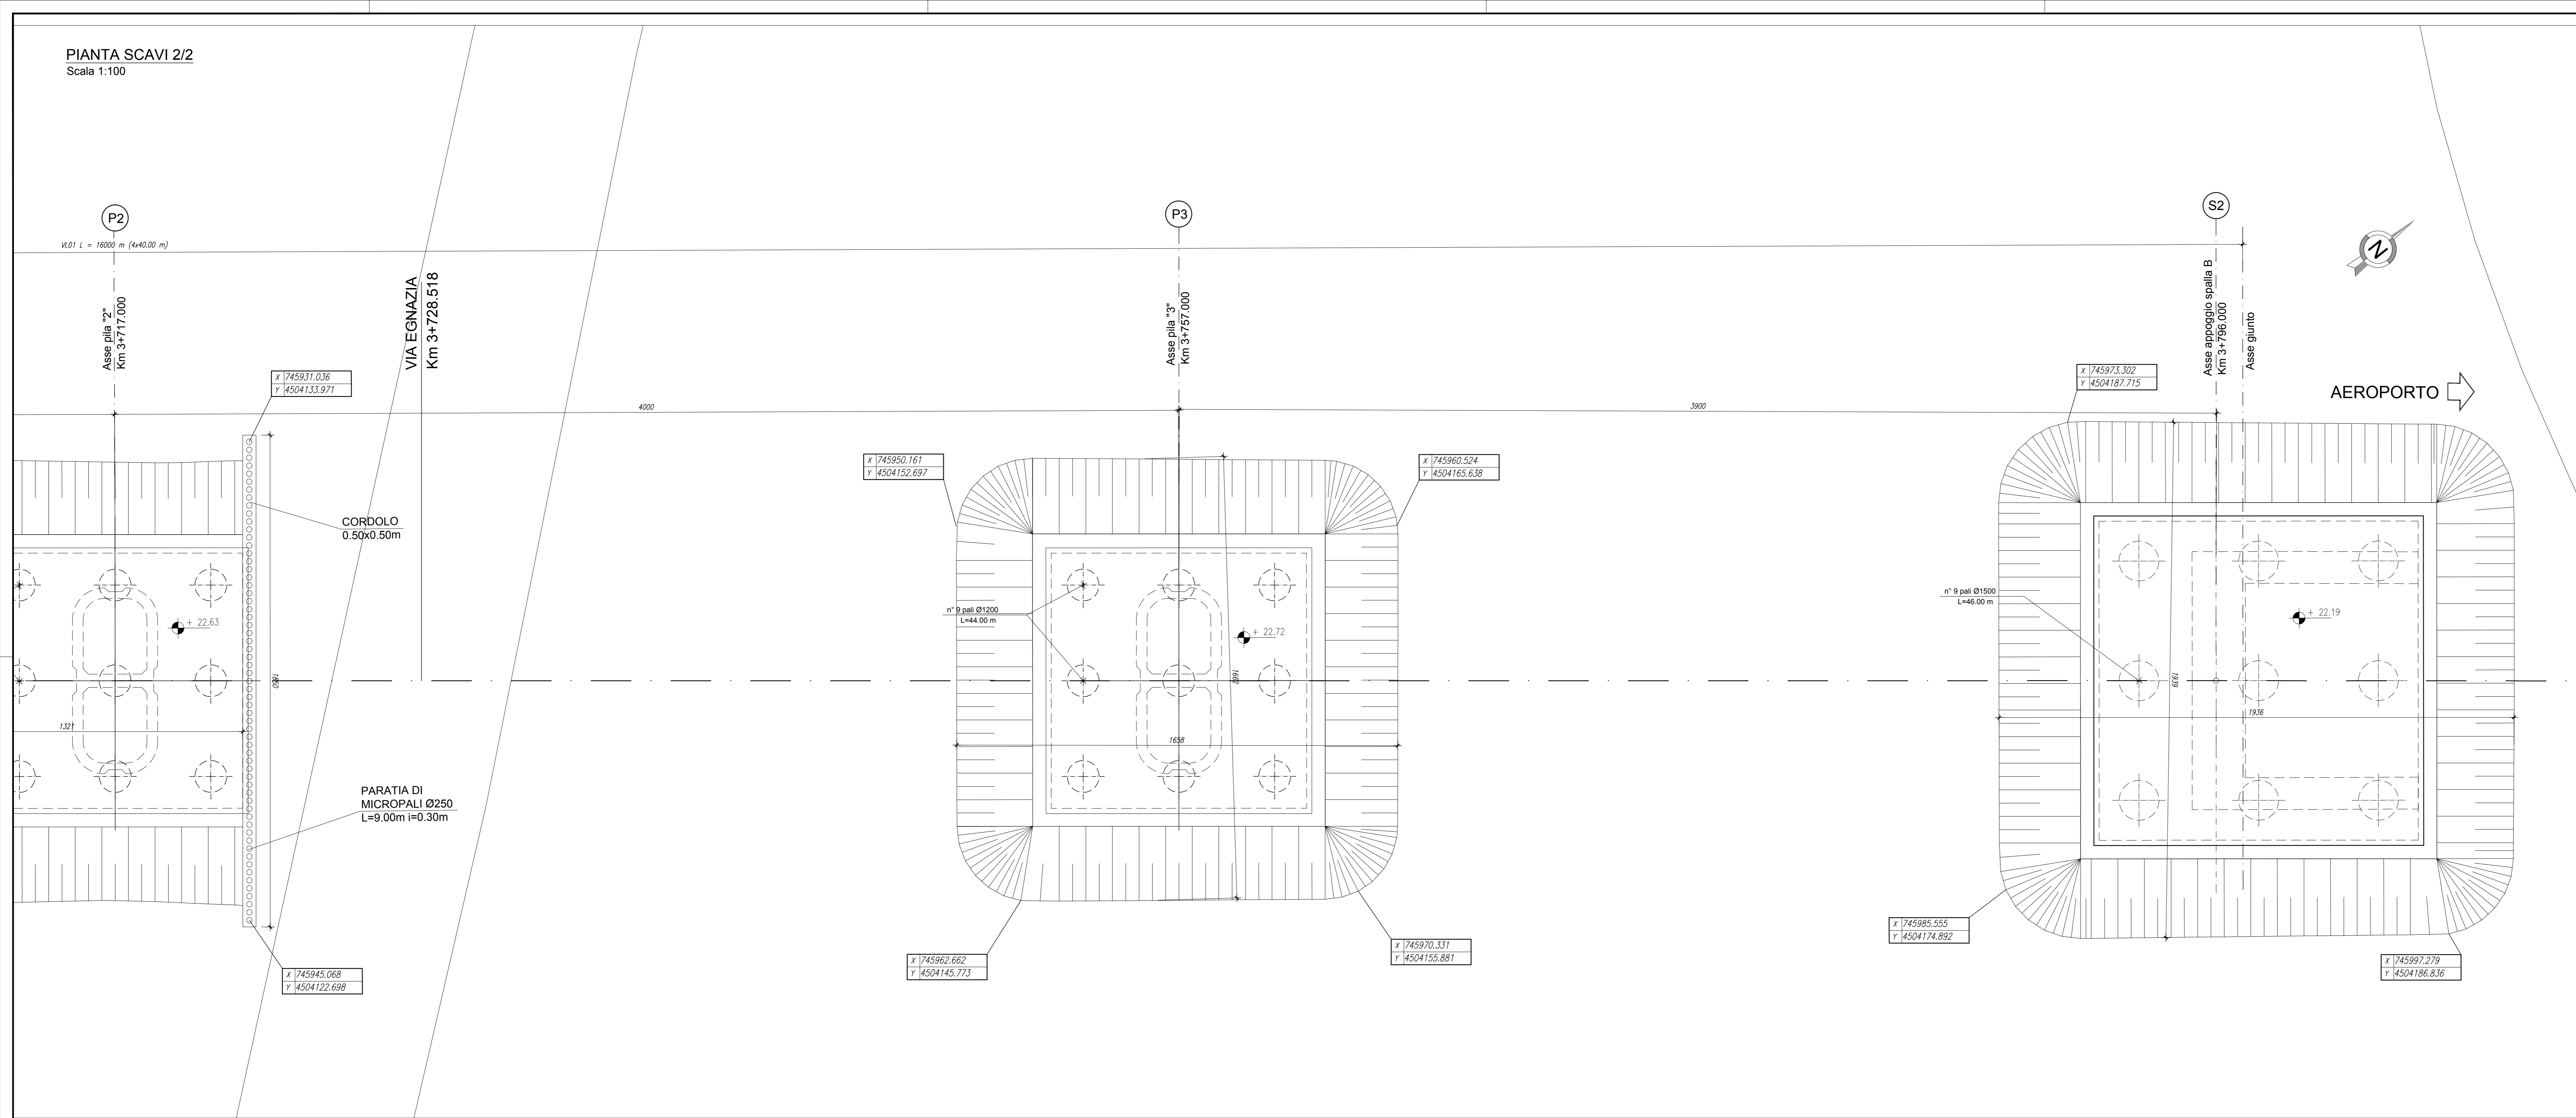 PIANTA SCAVI 2/2
Scala 1:100
P2
P3
S2
VI.01 L = 16000 m (4x40.00 m)
N
Asse pila "2"
Km 3+717.000
VIA EGNAZIA
Km 3+728.518
Asse pila "3"
Km 3+757.000
Asse appoggio spalla B
Km 3+796.000
Asse giunto
AEROPORTO
X 745931.036
Y 4504133.971
X 745973.302
Y 4504187.715
4000
3900
X 745950.161
Y 4504152.697
X 745960.524
Y 4504165.638
CORDOLO
0.50x0.50m
n° 9 pali Ø1200
L=44.00 m
n° 9 pali Ø1500
L=46.00 m
+ 22.63
+ 22.72
+ 22.19
1850
1660
1939
1321
1658
1936
PARATIA DI
MICROPALI Ø250
L=9.00m i=0.30m
X 745985.555
Y 4504174.892
X 745970.331
Y 4504155.881
X 745962.662
Y 4504145.773
X 745997.279
Y 4504186.836
X 745945.068
Y 4504122.698